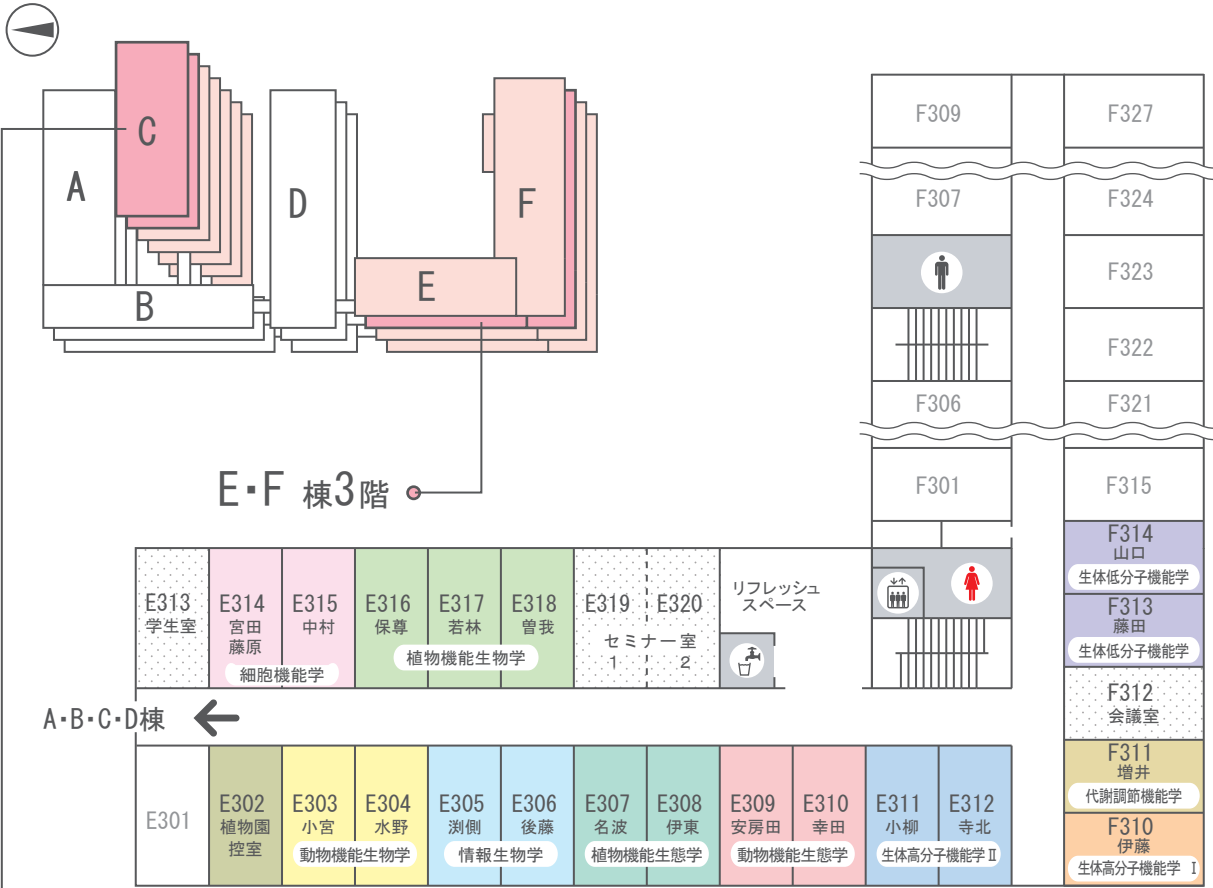 A
B
C
D
E
F
E・F 棟3階
F309
F327
F307
F324
F323
F322
F306
F321
F301
F315
F314
山口
生体低分子機能学
F313
藤田
生体低分子機能学
F312
会議室
F311
増井
代謝調節機能学
F310
伊藤
生体高分子機能学 I
E313
学生室
E314
宮田
藤原
E315
中村
細胞機能学
E316
保尊
E317
若林
E318
曽我
植物機能生物学
E319
E320
セミナー室
1 2
リフレッシュ
スペース
A・B・C・D棟
E301
E302
植物園
控室
E303
小宮
E304
水野
動物機能生物学
E305
渕側
E306
後藤
情報生物学
E307
名波
E308
伊東
植物機能生態学
E309
安房田
E310
幸田
動物機能生態学
E311
小柳
E312
寺北
生体高分子機能学Ⅱ